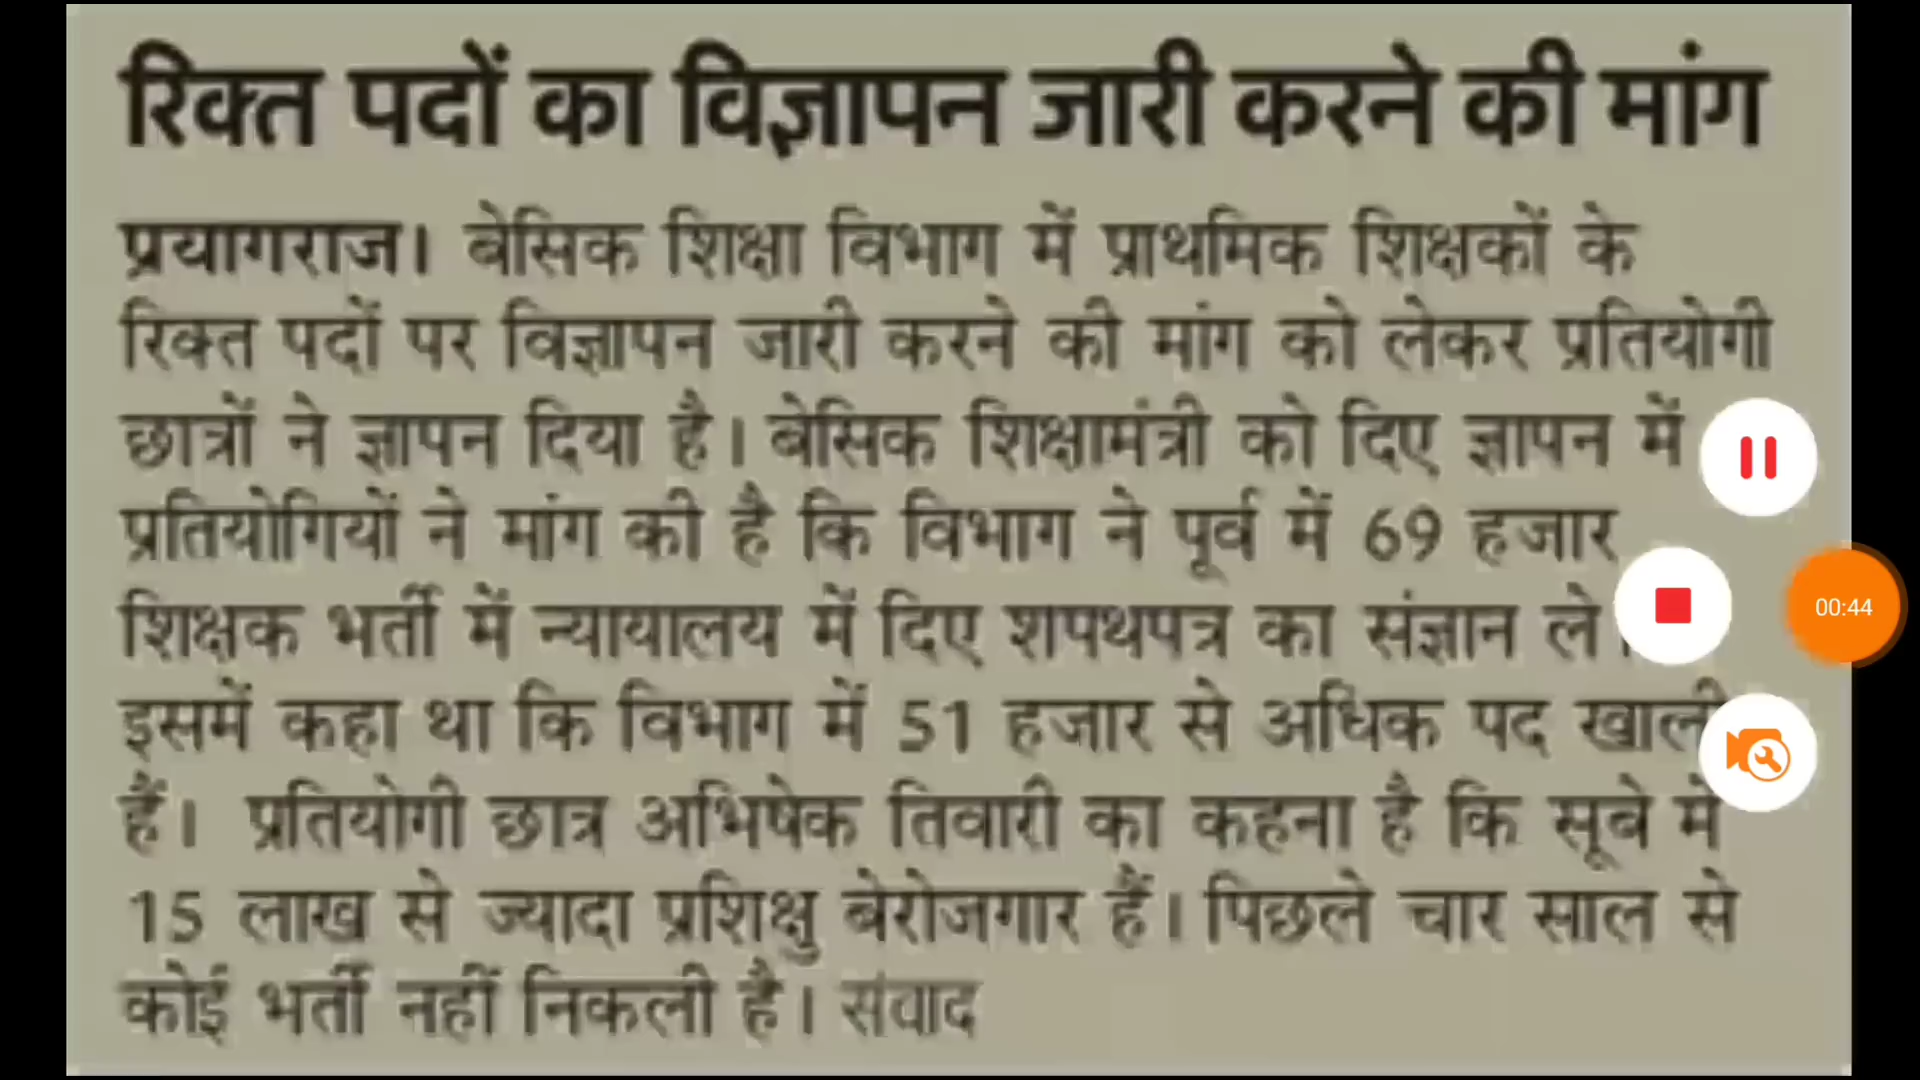 रिक्त पदों का विज्ञापन जारी करने की मांग
प्रयागराज। बेसिक शिक्षा विभाग में प्राथमिक शिक्षकों के
रिक्त पदों पर विज्ञापन जारी करने की मांग को लेकर प्रतियोगी
छात्रों ने ज्ञापन दिया है। बेसिक शिक्षामंत्री को दिए ज्ञापन में
प्रतियोगियों ने मांग की है कि विभाग ने पूर्व में 69 हजार
शिक्षक भर्ती में न्यायालय में दिए शपथपत्र का संज्ञान ले।
इसमें कहा था कि विभाग में 51 हजार से अधिक पद खाली
हैं। प्रतियोगी छात्र अभिषेक तिवारी का कहना है कि सूबे में
15 लाख से ज्यादा प्रशिक्षु बेरोजगार हैं। पिछले चार साल से
कोई भर्ती नहीं निकली है। संवाद
00:44